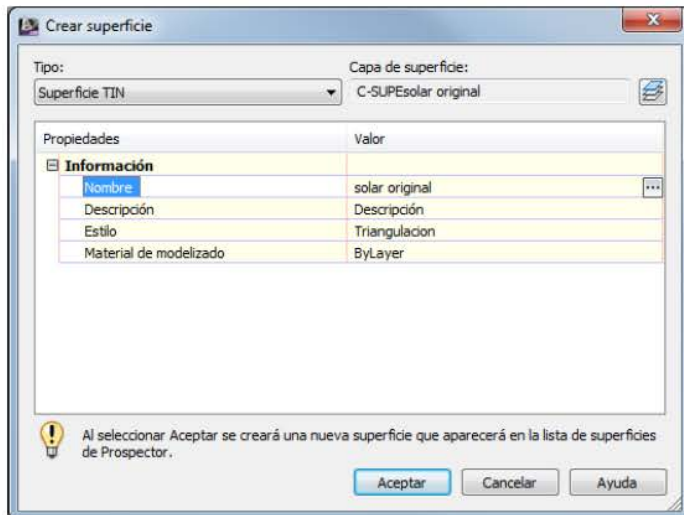 Crear superficie
Tipo:
Capa de superficie:
Superficie TIN
C-SUPEsolar original
Propiedades
Valor
Información
Nombre
solar original
Descripción
Descripción
Estilo
Triangulacion
Material de modelizado
ByLayer
Al seleccionar Aceptar se creará una nueva superficie que aparecerá en la lista de superficies
de Prospector.
Aceptar
Cancelar
Ayuda